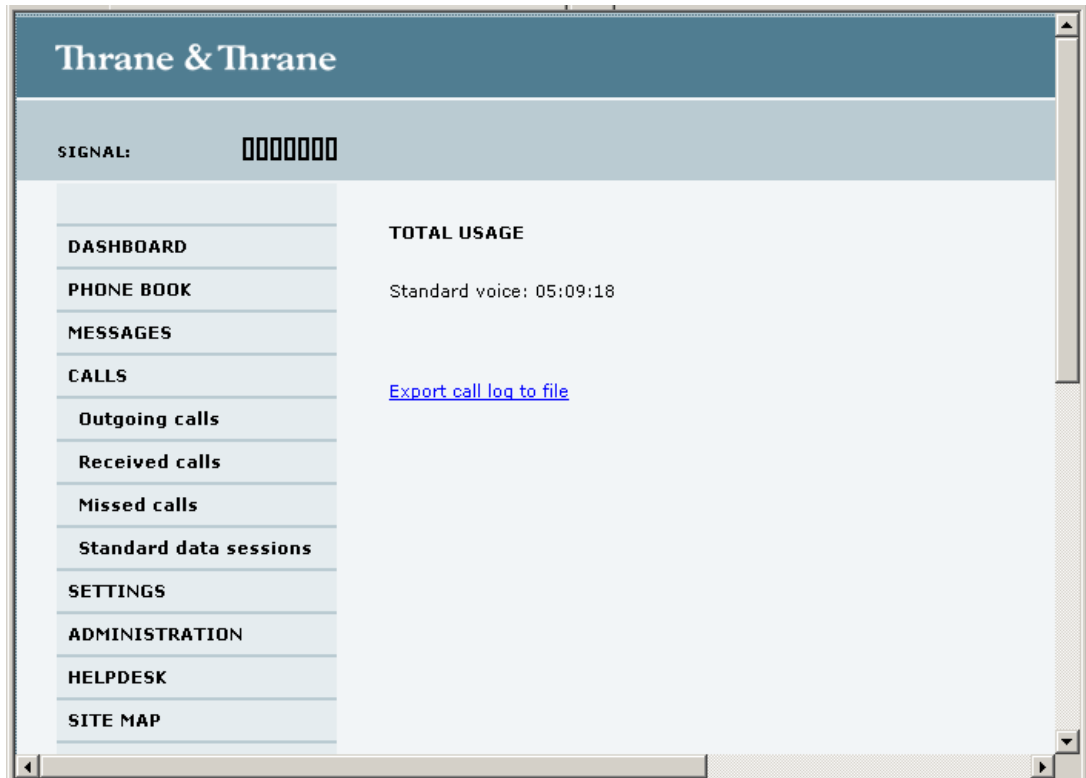 Thrane & Thrane
SIGNAL:
DASHBOARD
PHONE BOOK
MESSAGES
CALLS
Outgoing calls
Received calls
Missed calls
Standard data sessions
SETTINGS
ADMINISTRATION
HELPDESK
SITE MAP
TOTAL USAGE
Standard voice: 05:09:18
Export call log to file